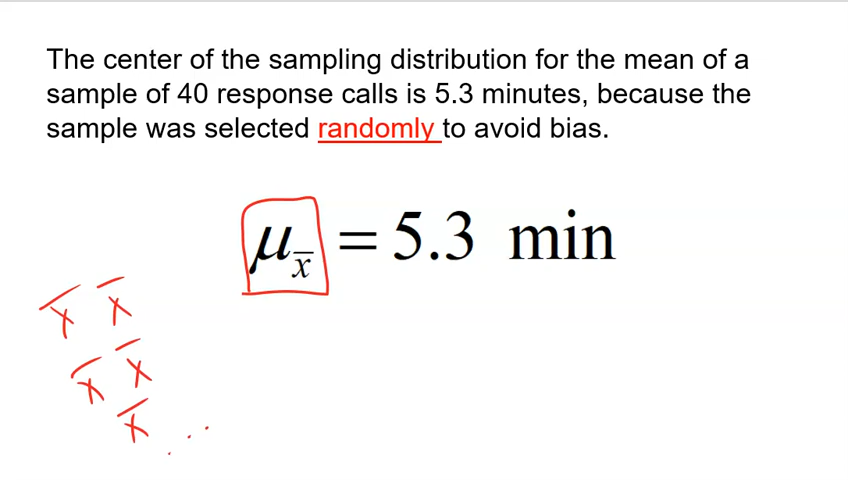 The center of the sampling distribution for the mean of a
sample of 40 response calls is 5.3 minutes, because the
sample was selected randomly to avoid bias.
μx̅ = 5.3 min
x̅ x̅
x̅ x̅
x̅ ...